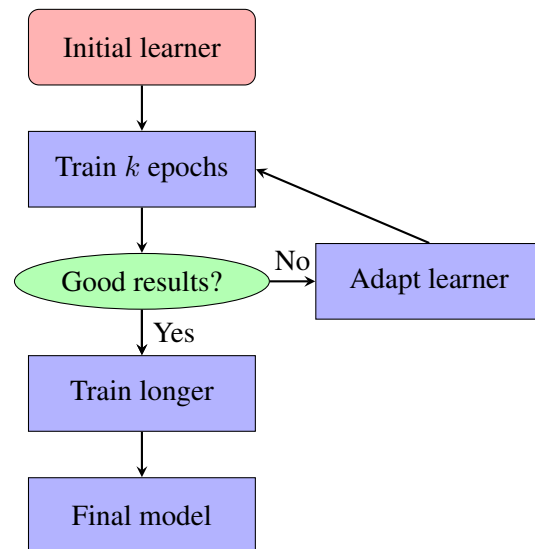 Initial learner
Train k epochs
Good results?
No
Adapt learner
Yes
Train longer
Final model